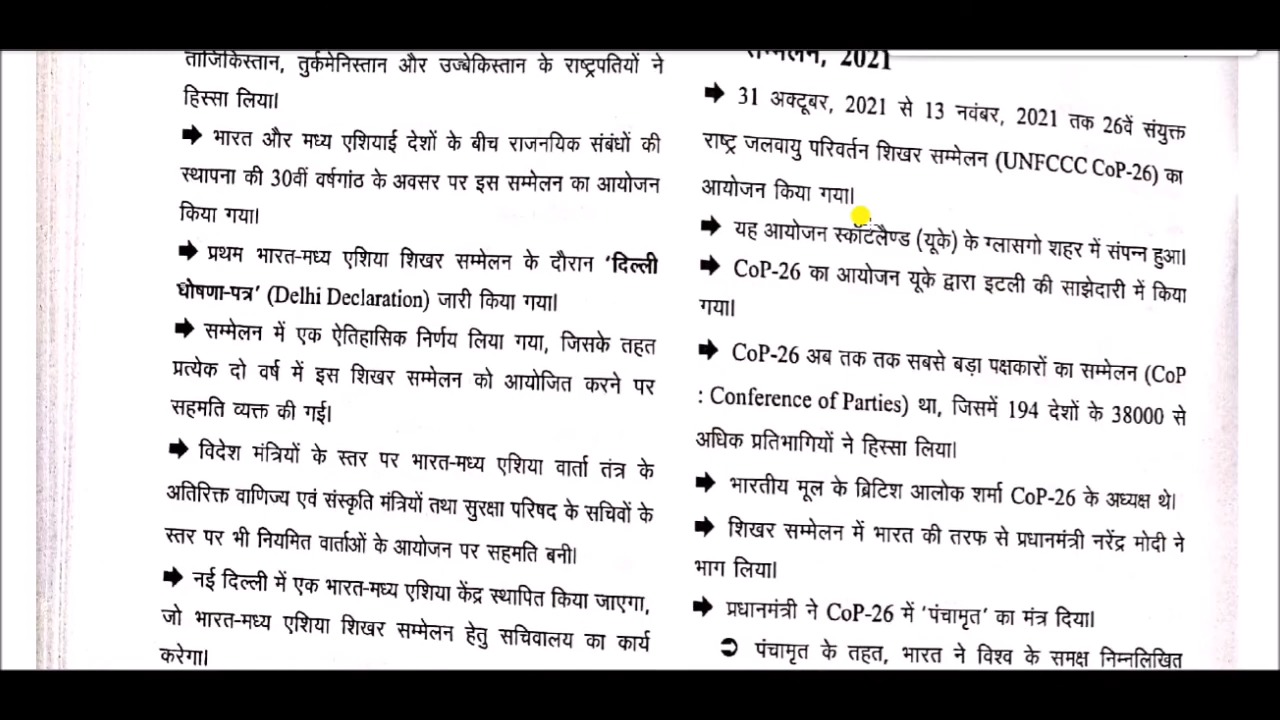 ताजिकिस्तान, तुर्कमेनिस्तान और उज्बेकिस्तान के राष्ट्रपतियों ने
हिस्सा लिया।
➡ भारत और मध्य एशियाई देशों के बीच राजनयिक संबंधों की
स्थापना की 30वीं वर्षगांठ के अवसर पर इस सम्मेलन का आयोजन
किया गया।
➡ प्रथम भारत-मध्य एशिया शिखर सम्मेलन के दौरान ‘दिल्ली
घोषणा-पत्र’ (Delhi Declaration) जारी किया गया।
➡ सम्मेलन में एक ऐतिहासिक निर्णय लिया गया, जिसके तहत
प्रत्येक दो वर्ष में इस शिखर सम्मेलन को आयोजित करने पर
सहमति व्यक्त की गई।
➡ विदेश मंत्रियों के स्तर पर भारत-मध्य एशिया वार्ता तंत्र के
अतिरिक्त वाणिज्य एवं संस्कृति मंत्रियों तथा सुरक्षा परिषद के सचिवों के
स्तर पर भी नियमित वार्ताओं के आयोजन पर सहमति बनी।
➡ नई दिल्ली में एक भारत-मध्य एशिया केंद्र स्थापित किया जाएगा,
जो भारत-मध्य एशिया शिखर सम्मेलन हेतु सचिवालय का कार्य
करेगा।
सम्मेलन, 2021
➡ 31 अक्टूबर, 2021 से 13 नवंबर, 2021 तक 26वें संयुक्त
राष्ट्र जलवायु परिवर्तन शिखर सम्मेलन (UNFCCC CoP-26) का
आयोजन किया गया।
➡ यह आयोजन स्कॉटलैण्ड (यूके) के ग्लासगो शहर में संपन्न हुआ।
➡ CoP-26 का आयोजन यूके द्वारा इटली की साझेदारी में किया
गया।
➡ CoP-26 अब तक तक सबसे बड़ा पक्षकारों का सम्मेलन (CoP
: Conference of Parties) था, जिसमें 194 देशों के 38000 से
अधिक प्रतिभागियों ने हिस्सा लिया।
➡ भारतीय मूल के ब्रिटिश आलोक शर्मा CoP-26 के अध्यक्ष थे।
➡ शिखर सम्मेलन में भारत की तरफ से प्रधानमंत्री नरेंद्र मोदी ने
भाग लिया।
➡ प्रधानमंत्री ने CoP-26 में ‘पंचामृत’ का मंत्र दिया।
➲ पंचामृत के तहत, भारत ने विश्व के समक्ष निम्नलिखित